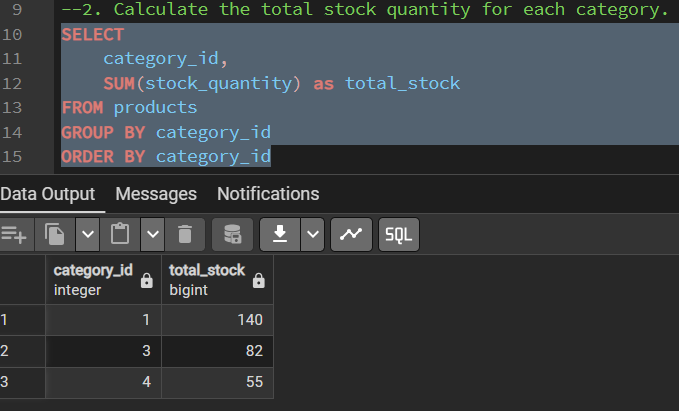 9 --2. Calculate the total stock quantity for each category.
10 SELECT
11 category_id,
12 SUM(stock_quantity) as total_stock
13 FROM products
14 GROUP BY category_id
15 ORDER BY category_id
Data Output Messages Notifications
SQL
category_id total_stock
integer bigint
1 1 140
2 3 82
3 4 55